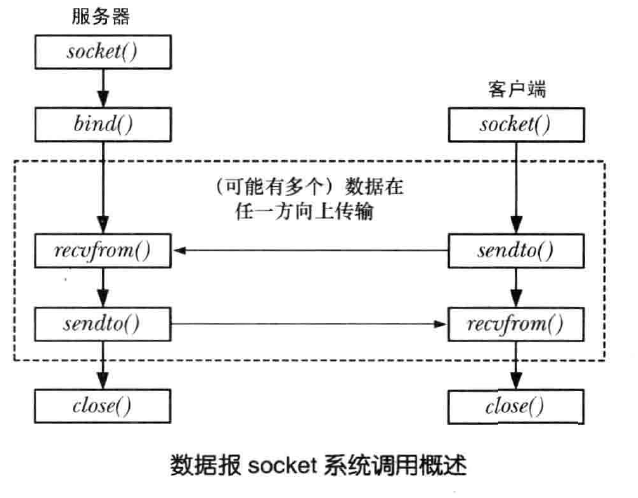 服务器
socket()
bind()
客户端
socket()
(可能有多个)数据在
任一方向上传输
recvfrom()
sendto()
sendto()
recvfrom()
close()
close()
数据报 socket 系统调用概述